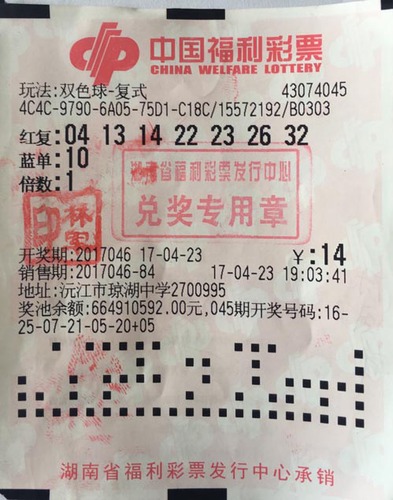 中国福利彩票
CHINA WELFARE LOTTERY
玩法:双色球-复式 43074045
4C4C-9790-6A05-75D1-C18C/15572192/B0303
红复:04 13 14 22 23 26 32
蓝单:10
倍数:1
湖南省福利彩票发行中心
兑奖专用章
开奖期:2017046 17-04-23 ￥:14
销售期:2017046-84 17-04-23 19:03:41
地址:沅江市琼湖中学2700995
奖池余额:664910592.00元,045期开奖号码:16-
25-07-21-05-20+05
湖南省福利彩票发行中心承销